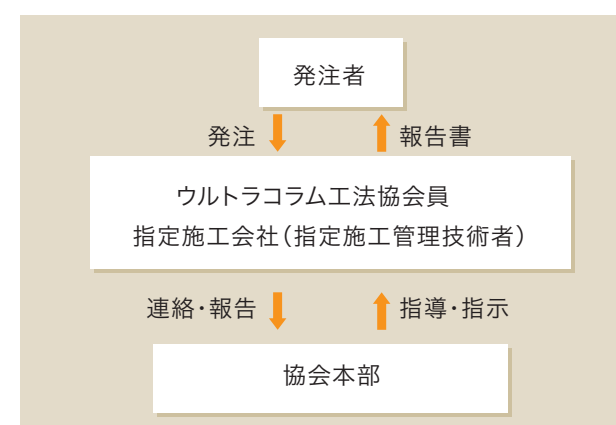 発注者
発注
報告書
ウルトラコラム工法協会員
指定施工会社（指定施工管理技術者）
連絡・報告
指導・指示
協会本部